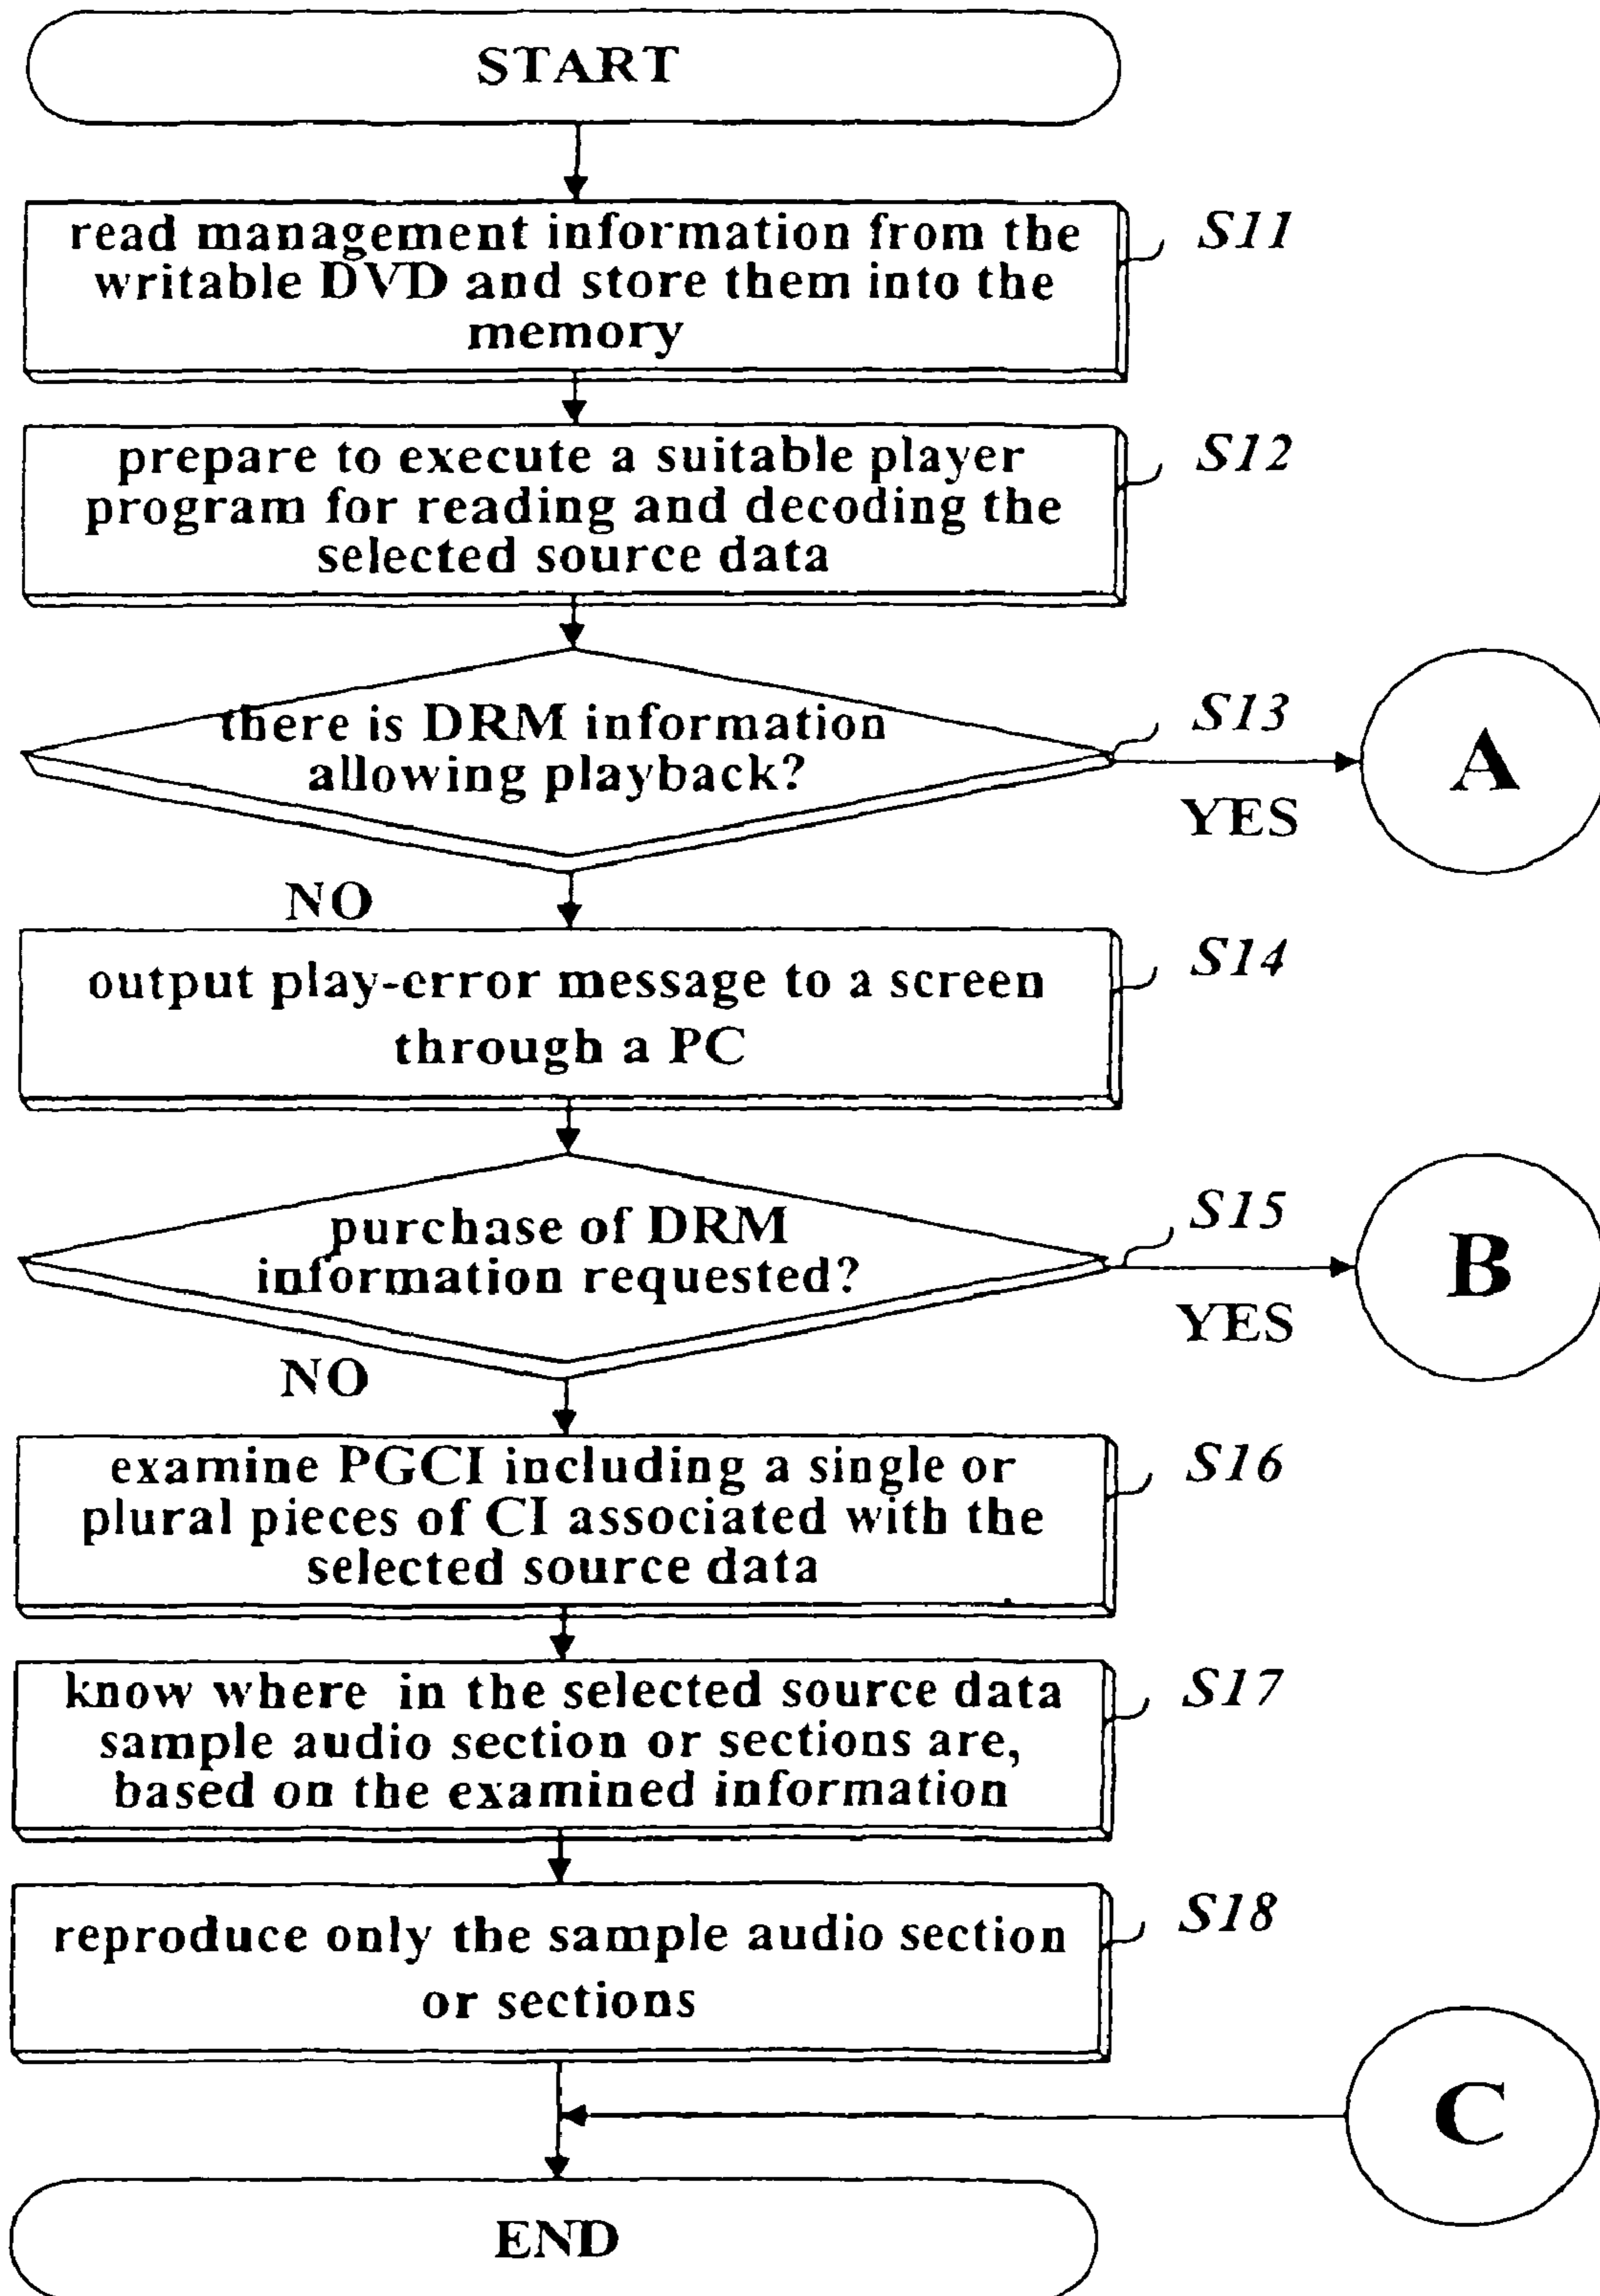 START
read management information from the
writable DVD and store them into the
memory
S11
prepare to execute a suitable player
program for reading and decoding the
selected source data
S12
there is DRM information
allowing playback?
S13
YES
A
NO
output play-error message to a screen
through a PC
S14
purchase of DRM
information requested?
S15
YES
B
NO
examine PGCI including a single or
plural pieces of CI associated with the
selected source data
S16
know where in the selected source data
sample audio section or sections are,
based on the examined information
S17
reproduce only the sample audio section
or sections
S18
C
END